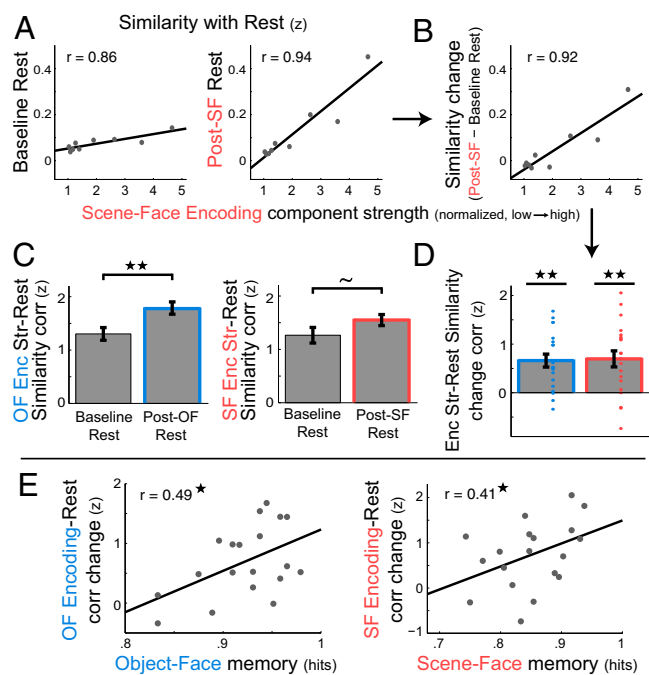 A
Similarity with Rest (z)
B
r = 0.86
r = 0.94
r = 0.92
Baseline Rest
Post-SF Rest
Similarity change
(Post-SF − Baseline Rest)
0.4
0.2
0
0.4
0.2
0
0.4
0.2
0
1 2 3 4 5
1 2 3 4 5
1 2 3 4 5
Scene-Face Encoding component strength (normalized, low→high)
C
D
★★
~
★★ ★★
OF Enc Str-Rest
Similarity corr (z)
2
1
0
Baseline
Rest
Post-OF
Rest
SF Enc Str-Rest
Similarity corr (z)
2
1
0
Baseline
Rest
Post-SF
Rest
Enc Str-Rest Similarity
change corr (z)
2
1
0
E
r = 0.49★
r = 0.41★
OF Encoding-Rest
corr change (z)
2
1
0
.8 .9 1
Object-Face memory (hits)
SF Encoding-Rest
corr change (z)
2
1
0
−1
.7 .8 .9 1
Scene-Face memory (hits)